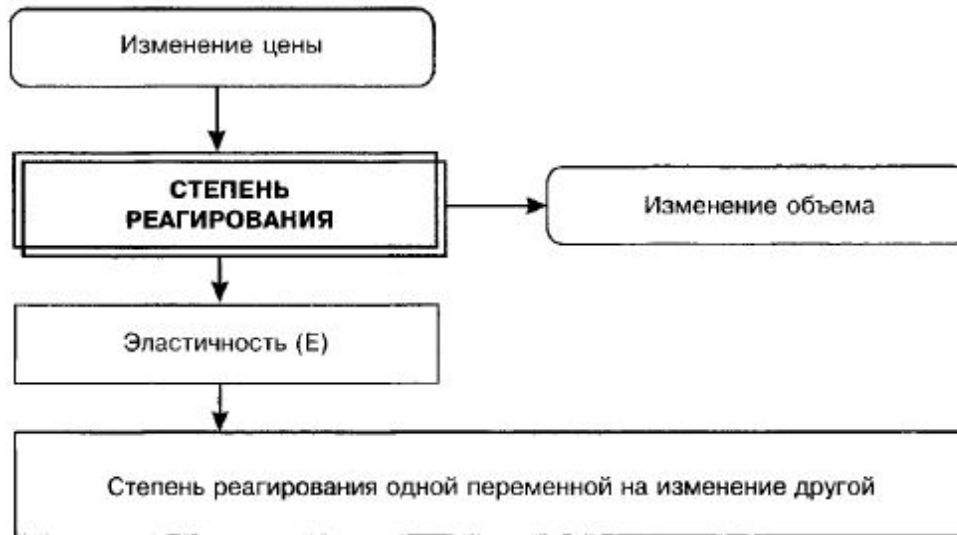 Изменение цены
СТЕПЕНЬ
РЕАГИРОВАНИЯ
Изменение объема
Эластичность (Е)
Степень реагирования одной переменной на изменение другой